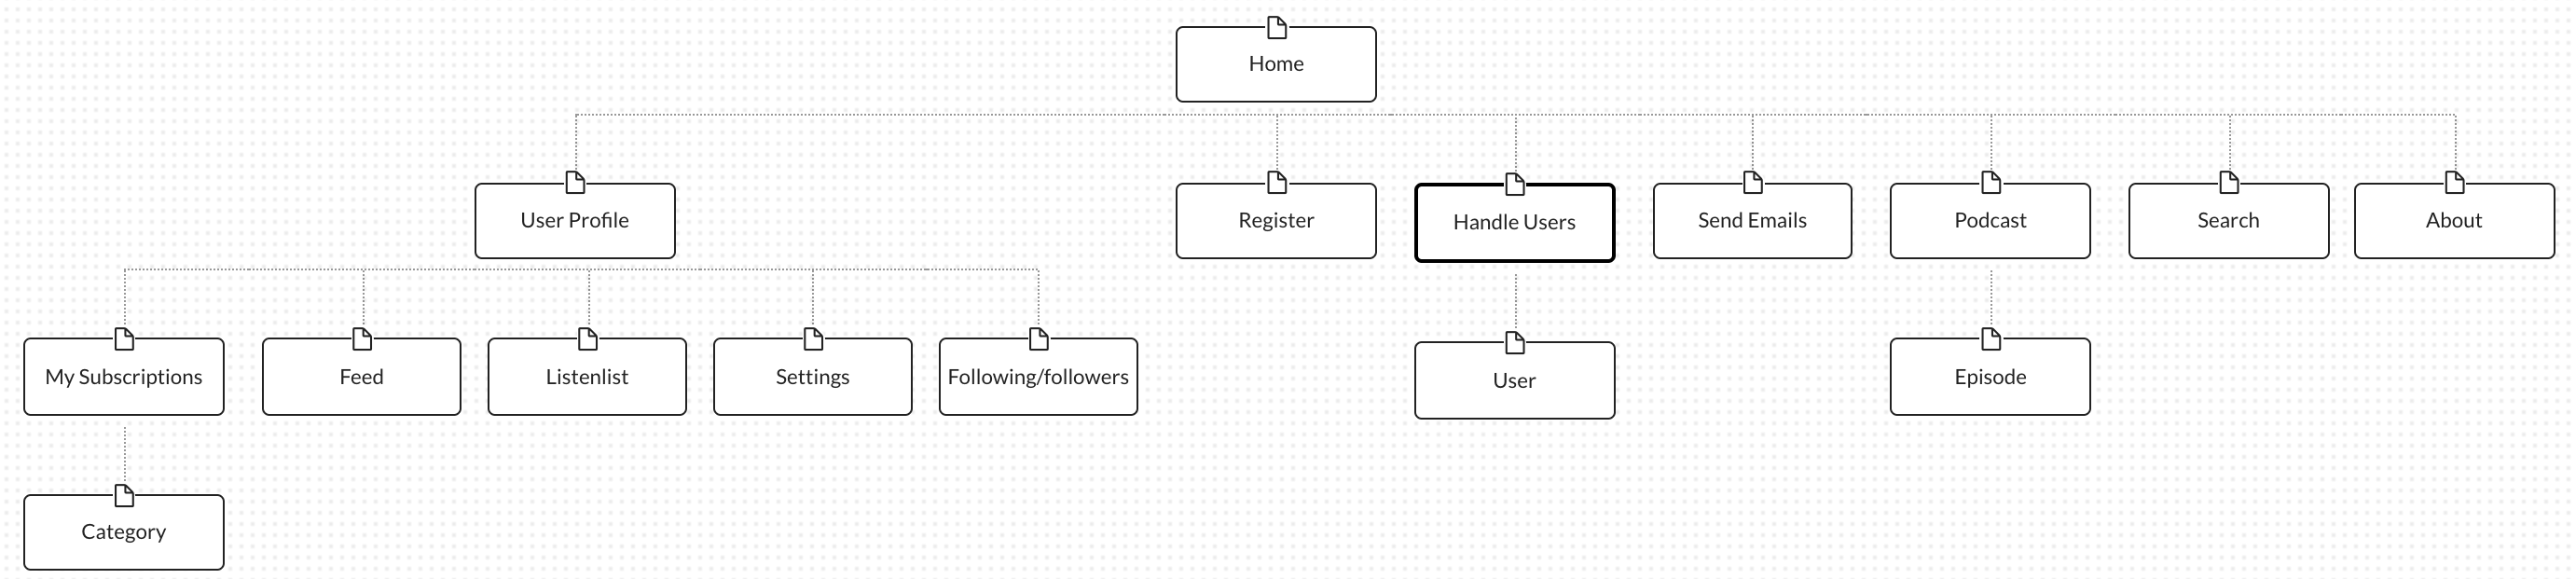 Home
User Profile
Register
Handle Users
Send Emails
Podcast
Search
About
My Subscriptions
Feed
Listenlist
Settings
Following/followers
User
Episode
Category